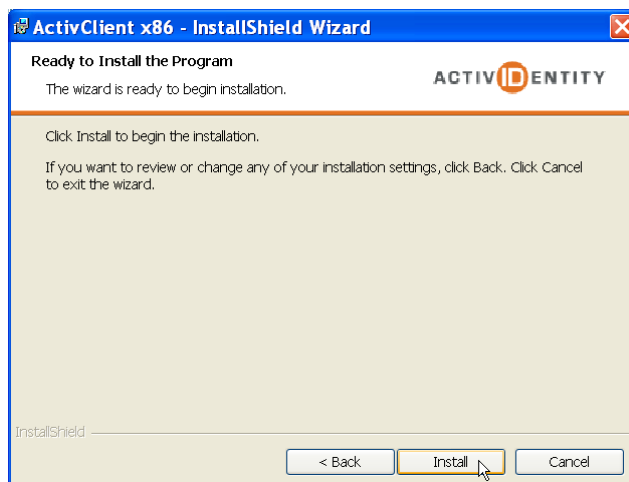 ActivClient x86 - InstallShield Wizard
Ready to Install the Program
The wizard is ready to begin installation.
ACTIVIDENTITY
Click Install to begin the installation.
If you want to review or change any of your installation settings, click Back. Click Cancel
to exit the wizard.
InstallShield
< Back
Install
Cancel